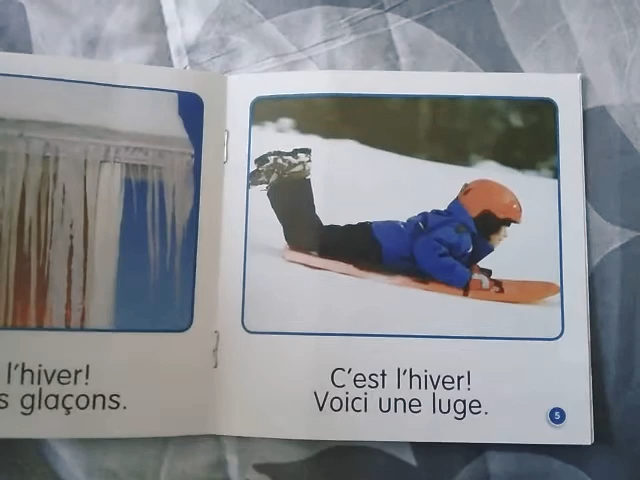 l'hiver!
glaçons.
C'est l'hiver!
Voici une luge.
5